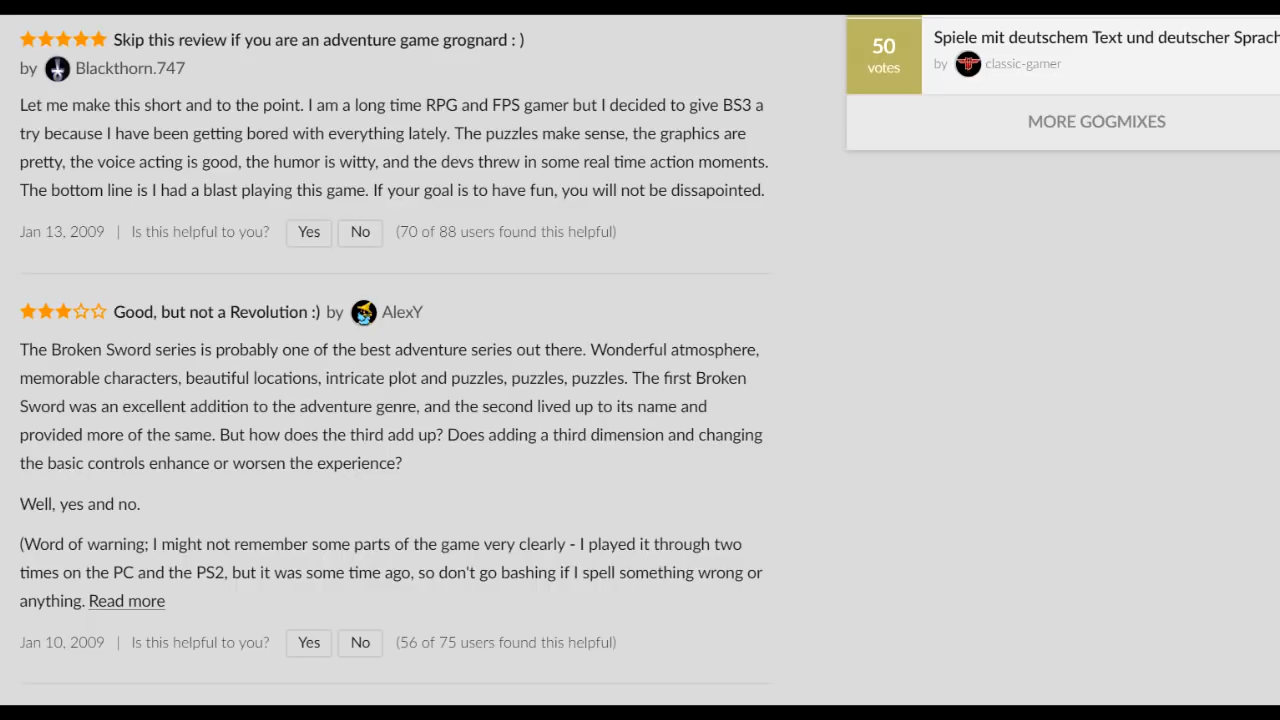 Skip this review if you are an adventure game grognard : )
by Blackthorn.747
Let me make this short and to the point. I am a long time RPG and FPS gamer but I decided to give BS3 a
try because I have been getting bored with everything lately. The puzzles make sense, the graphics are
pretty, the voice acting is good, the humor is witty, and the devs threw in some real time action moments.
The bottom line is I had a blast playing this game. If your goal is to have fun, you will not be dissapointed.
Jan 13, 2009 | Is this helpful to you? Yes No (70 of 88 users found this helpful)
Good, but not a Revolution :) by AlexY
The Broken Sword series is probably one of the best adventure series out there. Wonderful atmosphere,
memorable characters, beautiful locations, intricate plot and puzzles, puzzles, puzzles. The first Broken
Sword was an excellent addition to the adventure genre, and the second lived up to its name and
provided more of the same. But how does the third add up? Does adding a third dimension and changing
the basic controls enhance or worsen the experience?
Well, yes and no.
(Word of warning; I might not remember some parts of the game very clearly - I played it through two
times on the PC and the PS2, but it was some time ago, so don't go bashing if I spell something wrong or
anything. Read more
Jan 10, 2009 | Is this helpful to you? Yes No (56 of 75 users found this helpful)
50
votes
Spiele mit deutschem Text und deutscher Sprach
by classic-gamer
MORE GOGMIXES